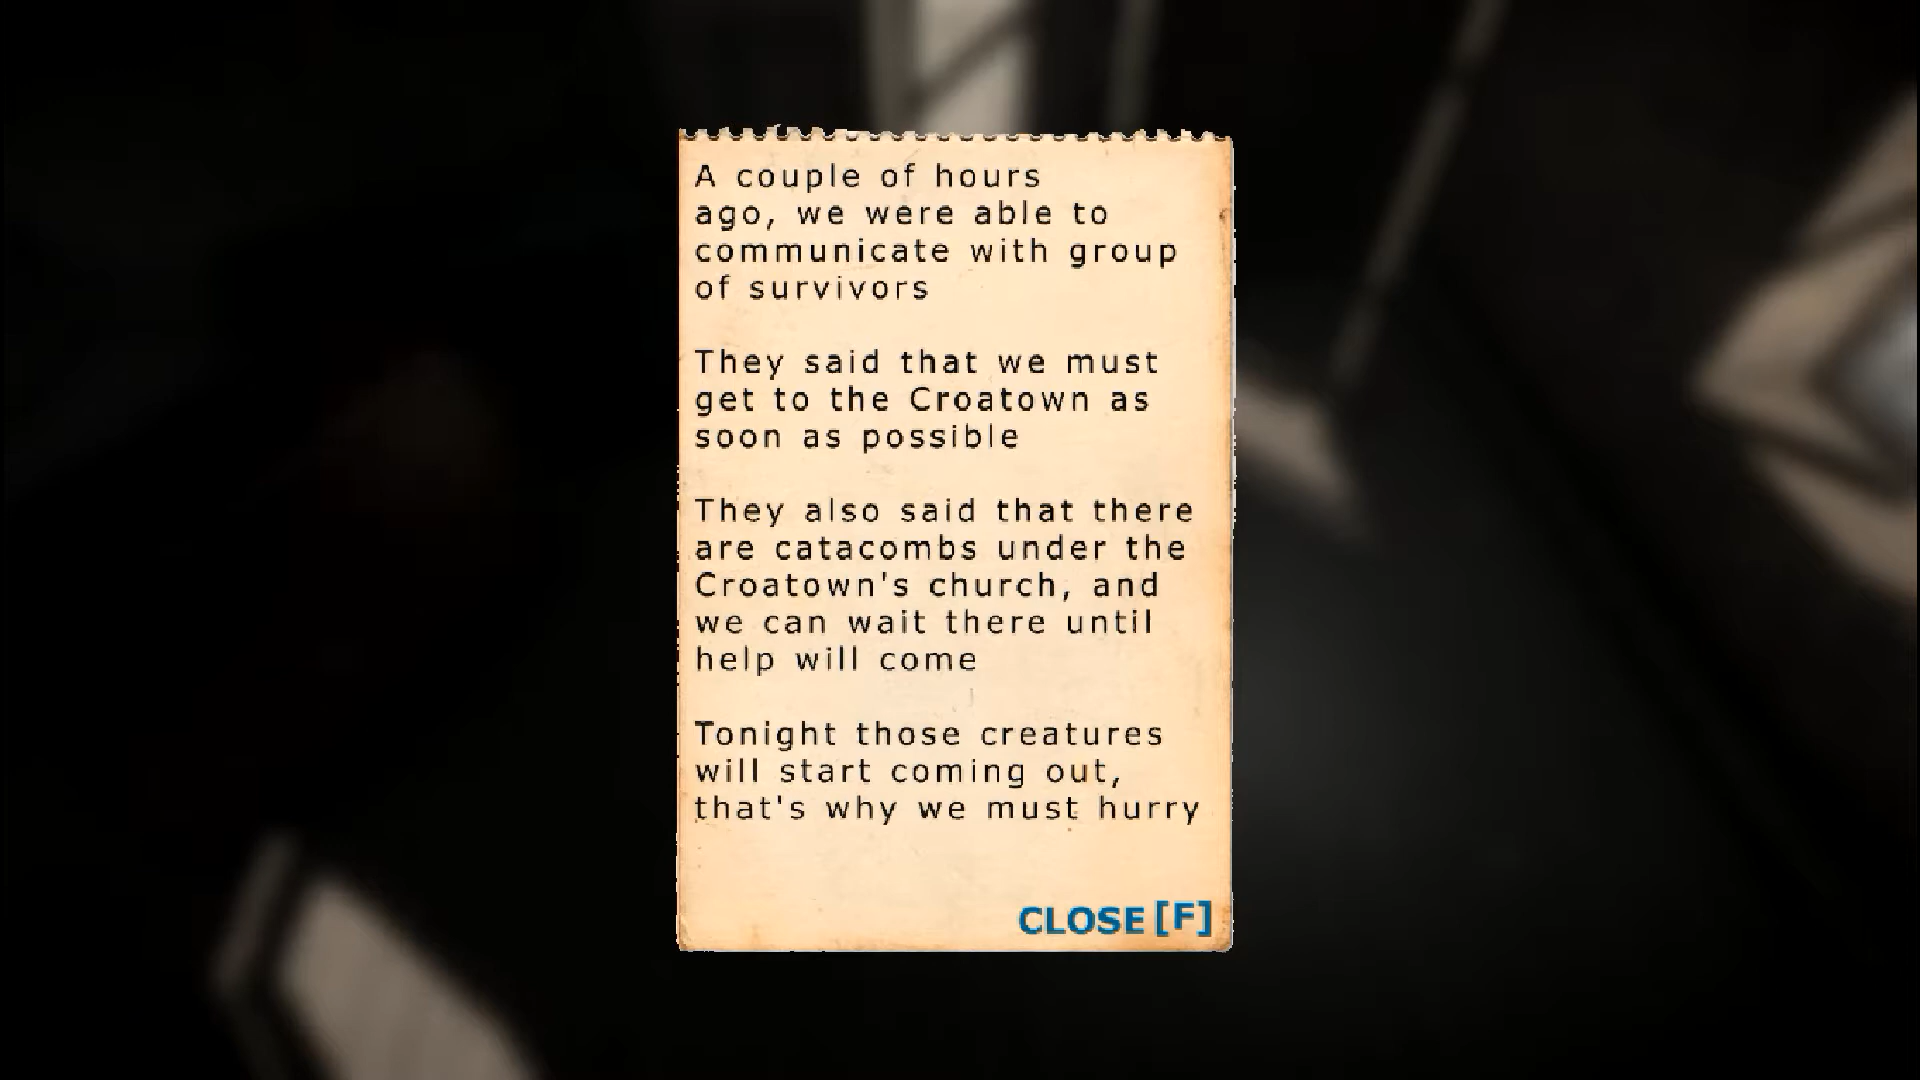 A couple of hours
ago, we were able to
communicate with group
of survivors
They said that we must
get to the Croatown as
soon as possible
They also said that there
are catacombs under the
Croatown's church, and
we can wait there until
help will come
Tonight those creatures
will start coming out,
that's why we must hurry
CLOSE [F]